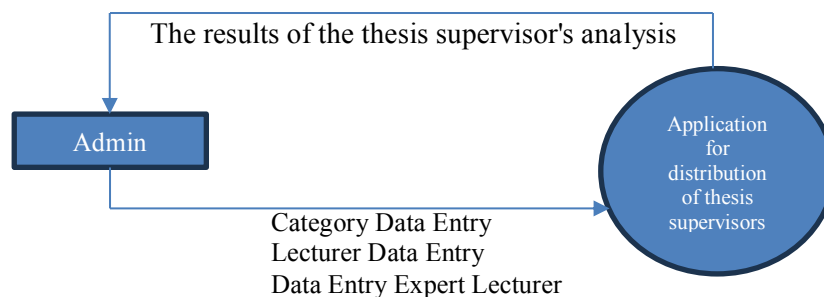 The results of the thesis supervisor's analysis
Admin
Application
for
distribution
of thesis
supervisors
Category Data Entry
Lecturer Data Entry
Data Entry Expert Lecturer